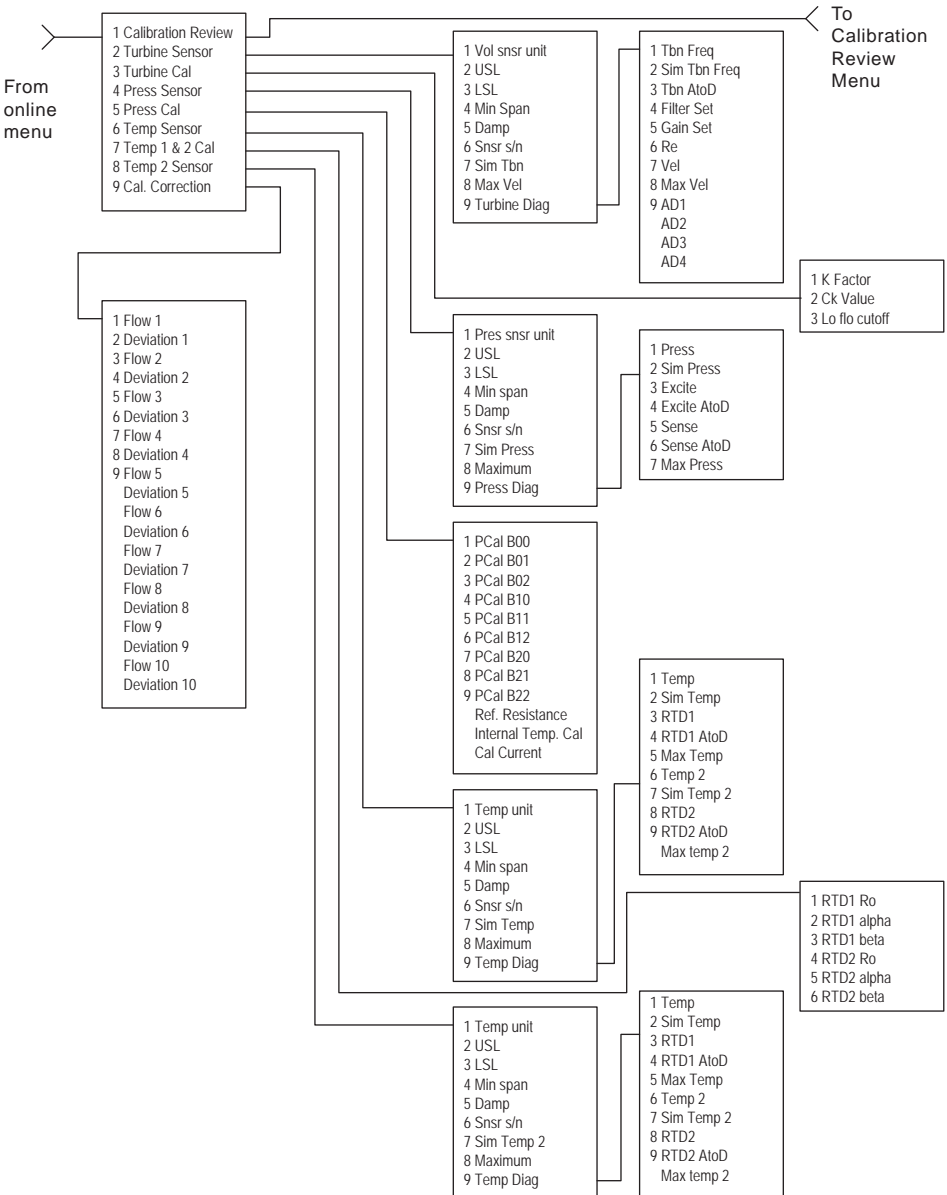 From
online
menu
1 Calibration Review
2 Turbine Sensor
3 Turbine Cal
4 Press Sensor
5 Press Cal
6 Temp Sensor
7 Temp 1 & 2 Cal
8 Temp 2 Sensor
9 Cal. Correction
To
Calibration
Review
Menu
1 Vol snsr unit
2 USL
3 LSL
4 Min Span
5 Damp
6 Snsr s/n
7 Sim Tbn
8 Max Vel
9 Turbine Diag
1 Tbn Freq
2 Sim Tbn Freq
3 Tbn AtoD
4 Filter Set
5 Gain Set
6 Re
7 Vel
8 Max Vel
9 AD1
AD2
AD3
AD4
1 K Factor
2 Ck Value
3 Lo flo cutoff
1 Flow 1
2 Deviation 1
3 Flow 2
4 Deviation 2
5 Flow 3
6 Deviation 3
7 Flow 4
8 Deviation 4
9 Flow 5
Deviation 5
Flow 6
Deviation 6
Flow 7
Deviation 7
Flow 8
Deviation 8
Flow 9
Deviation 9
Flow 10
Deviation 10
1 Pres snsr unit
2 USL
3 LSL
4 Min span
5 Damp
6 Snsr s/n
7 Sim Press
8 Maximum
9 Press Diag
1 Press
2 Sim Press
3 Excite
4 Excite AtoD
5 Sense
6 Sense AtoD
7 Max Press
1 PCal B00
2 PCal B01
3 PCal B02
4 PCal B10
5 PCal B11
6 PCal B12
7 PCal B20
8 PCal B21
9 PCal B22
Ref. Resistance
Internal Temp. Cal
Cal Current
1 Temp unit
2 USL
3 LSL
4 Min span
5 Damp
6 Snsr s/n
7 Sim Temp
8 Maximum
9 Temp Diag
1 Temp
2 Sim Temp
3 RTD1
4 RTD1 AtoD
5 Max Temp
6 Temp 2
7 Sim Temp 2
8 RTD2
9 RTD2 AtoD
Max temp 2
1 RTD1 Ro
2 RTD1 alpha
3 RTD1 beta
4 RTD2 Ro
5 RTD2 alpha
6 RTD2 beta
1 Temp unit
2 USL
3 LSL
4 Min span
5 Damp
6 Snsr s/n
7 Sim Temp 2
8 Maximum
9 Temp Diag
1 Temp
2 Sim Temp
3 RTD1
4 RTD1 AtoD
5 Max Temp
6 Temp 2
7 Sim Temp 2
8 RTD2
9 RTD2 AtoD
Max temp 2